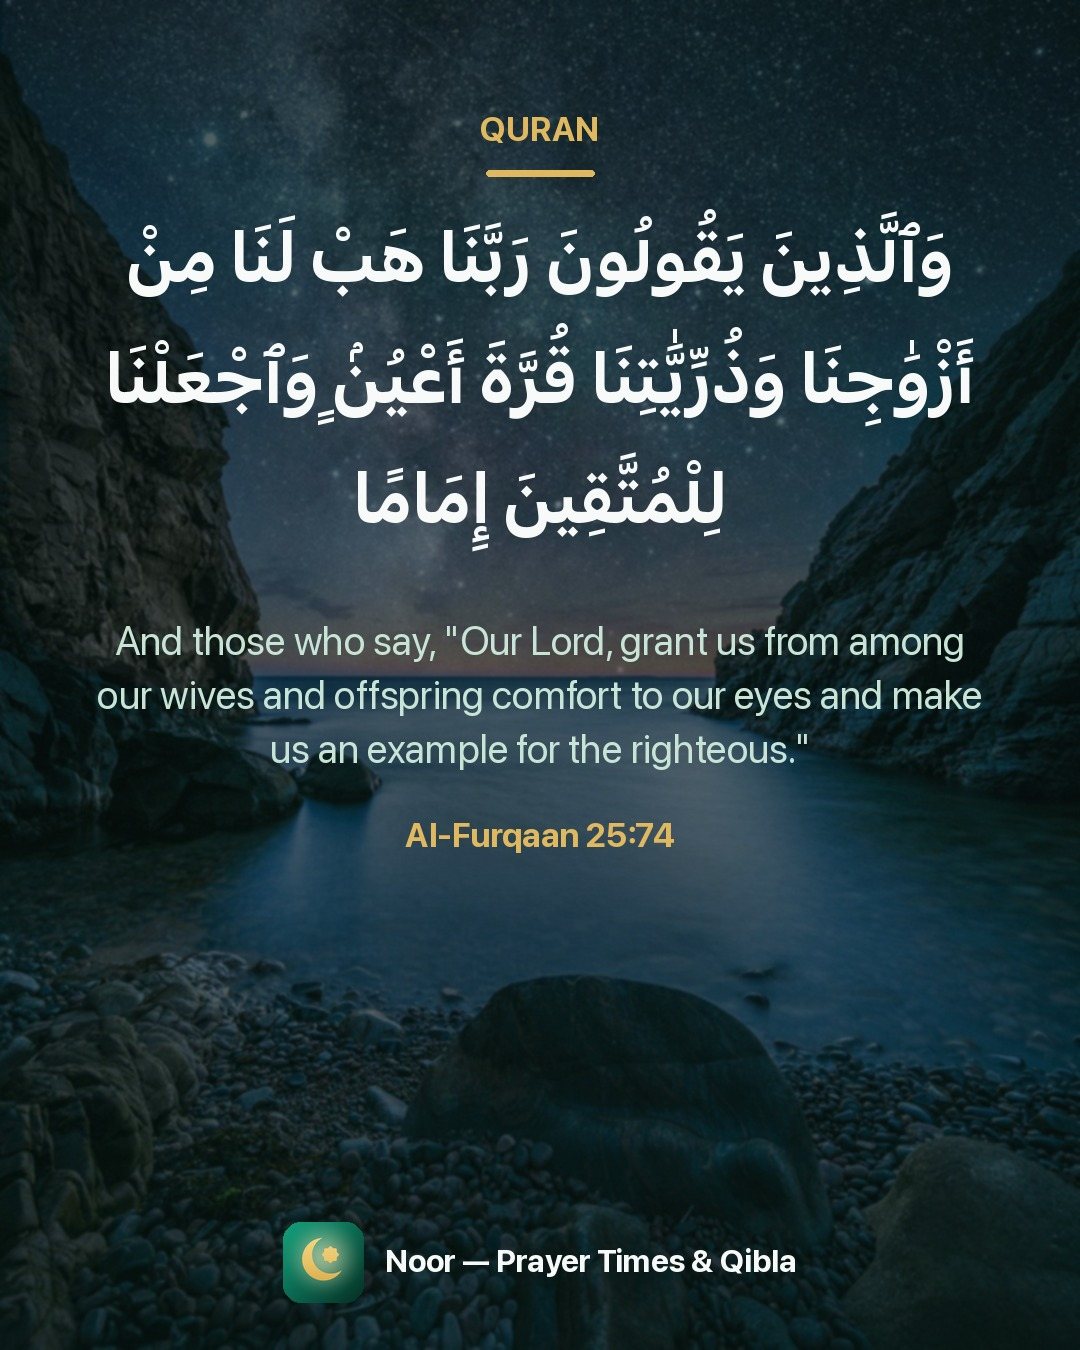 QURAN
وَٱلَّذِينَ يَقُولُونَ رَبَّنَا هَبْ لَنَا مِنْ
أَزْوَٰجِنَا وَذُرِّيَّٰتِنَا قُرَّةَ أَعْيُنٍۢ وَٱجْعَلْنَا
لِلْمُتَّقِينَ إِمَامًا
And those who say, "Our Lord, grant us from among
our wives and offspring comfort to our eyes and make
us an example for the righteous."
Al-Furqaan 25:74
Noor — Prayer Times & Qibla